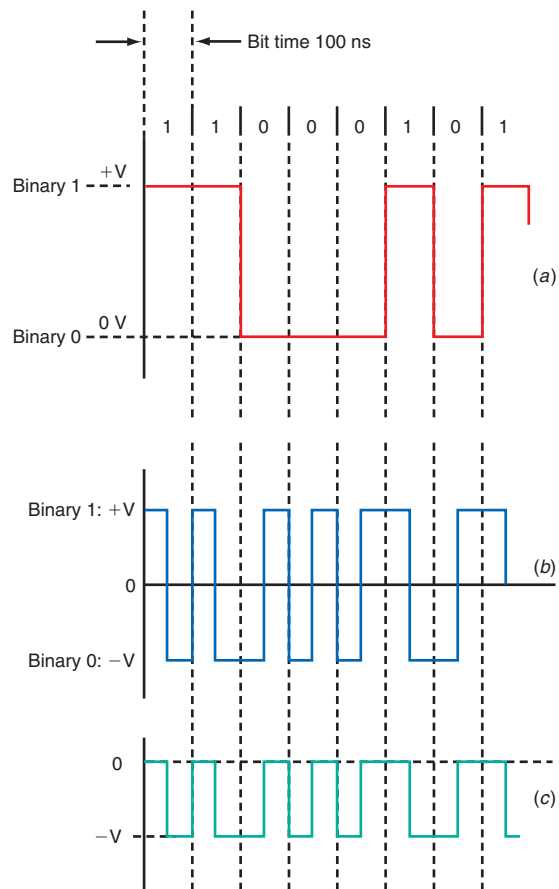 Bit time 100 ns
1 1 0 0 0 1 0 1
+V
Binary 1
(a)
0 V
Binary 0
Binary 1: +V
(b)
0
Binary 0: −V
0
(c)
−V